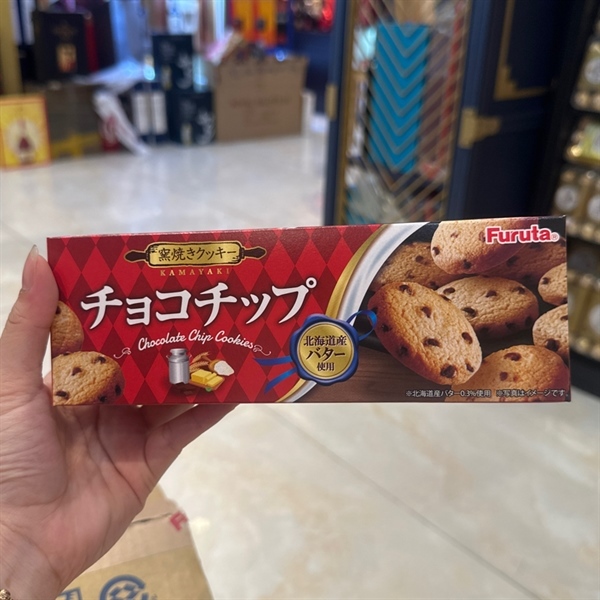 Furuta®
窯焼きクッキー
KAMAYAKI
チョコチップ
Chocolate Chip Cookies
北海道産
バター
使用
※北海道産バター0.3%使用 ※写真はイメージです。